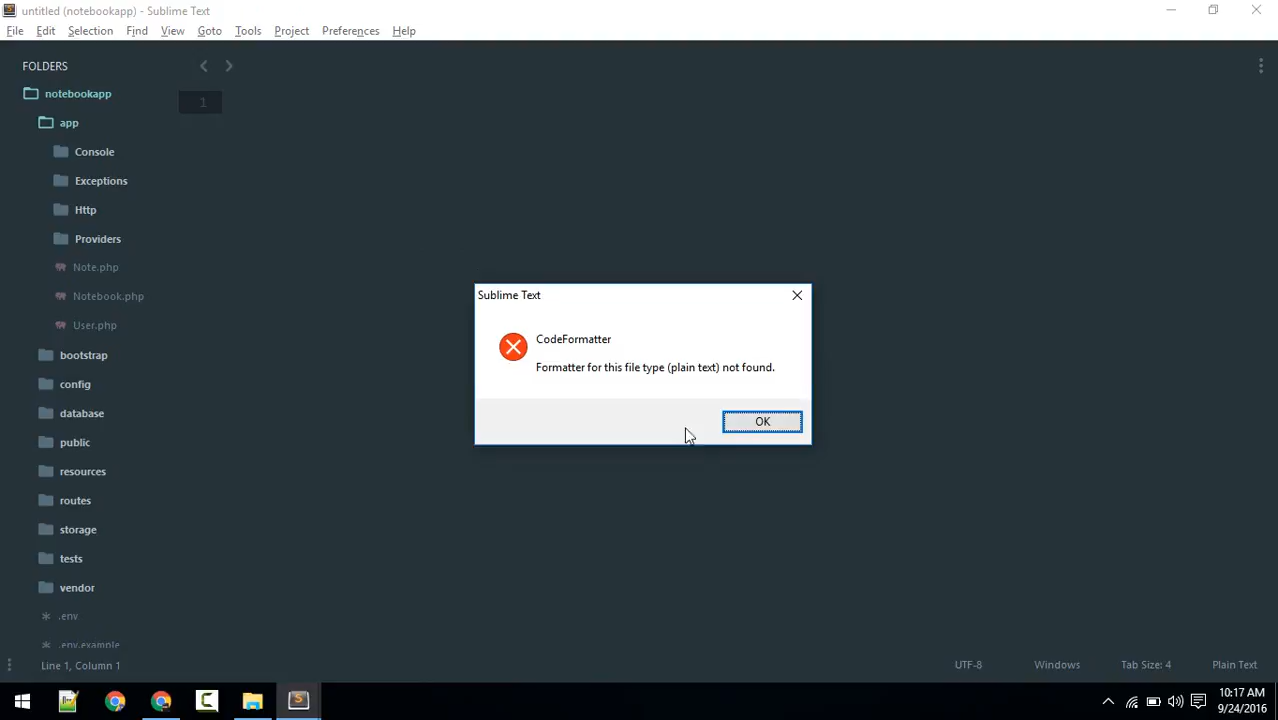 untitled (notebookapp) - Sublime Text
File Edit Selection Find View Goto Tools Project Preferences Help
FOLDERS
notebookapp
1
app
Console
Exceptions
Http
Providers
Note.php
Notebook.php
User.php
bootstrap
config
database
public
resources
routes
storage
tests
vendor
.env
.env.example
Sublime Text
CodeFormatter
Formatter for this file type (plain text) not found.
OK
Line 1, Column 1 UTF-8 Windows Tab Size: 4 Plain Text
10:17 AM
9/24/2016